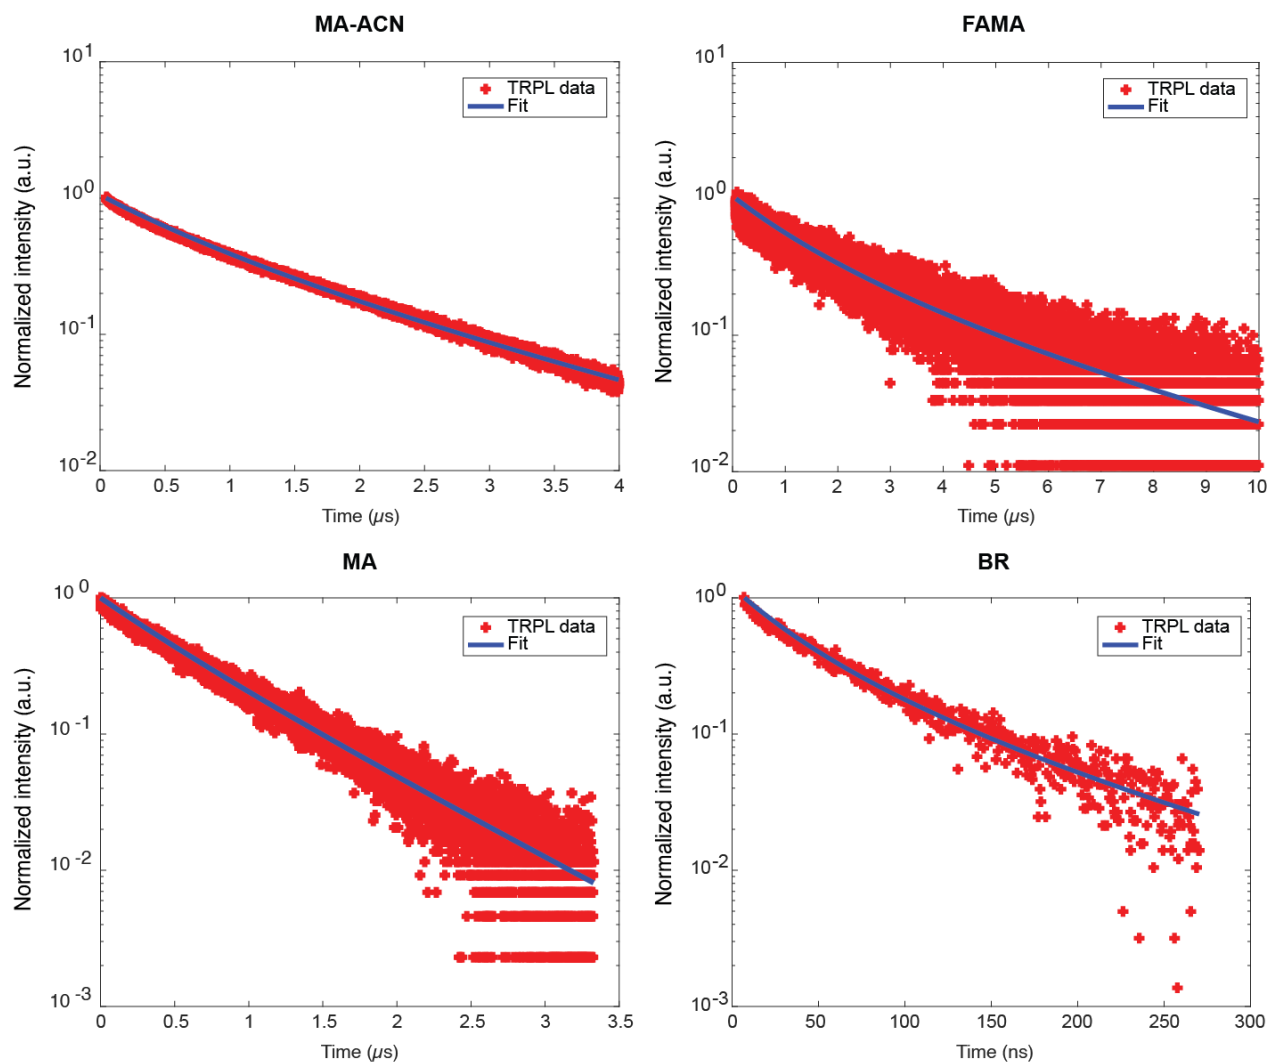 MA-ACN
10^1
10^0
10^-1
10^-2
Normalized intensity (a.u.)
TRPL data
Fit
0 0.5 1 1.5 2 2.5 3 3.5 4
Time (µs)
FAMA
10^1
10^0
10^-1
10^-2
Normalized intensity (a.u.)
TRPL data
Fit
0 1 2 3 4 5 6 7 8 9 10
Time (µs)
MA
10^0
10^-1
10^-2
10^-3
Normalized intensity (a.u.)
TRPL data
Fit
0 0.5 1 1.5 2 2.5 3 3.5
Time (µs)
BR
10^0
10^-1
10^-2
10^-3
Normalized intensity (a.u.)
TRPL data
Fit
0 50 100 150 200 250 300
Time (ns)